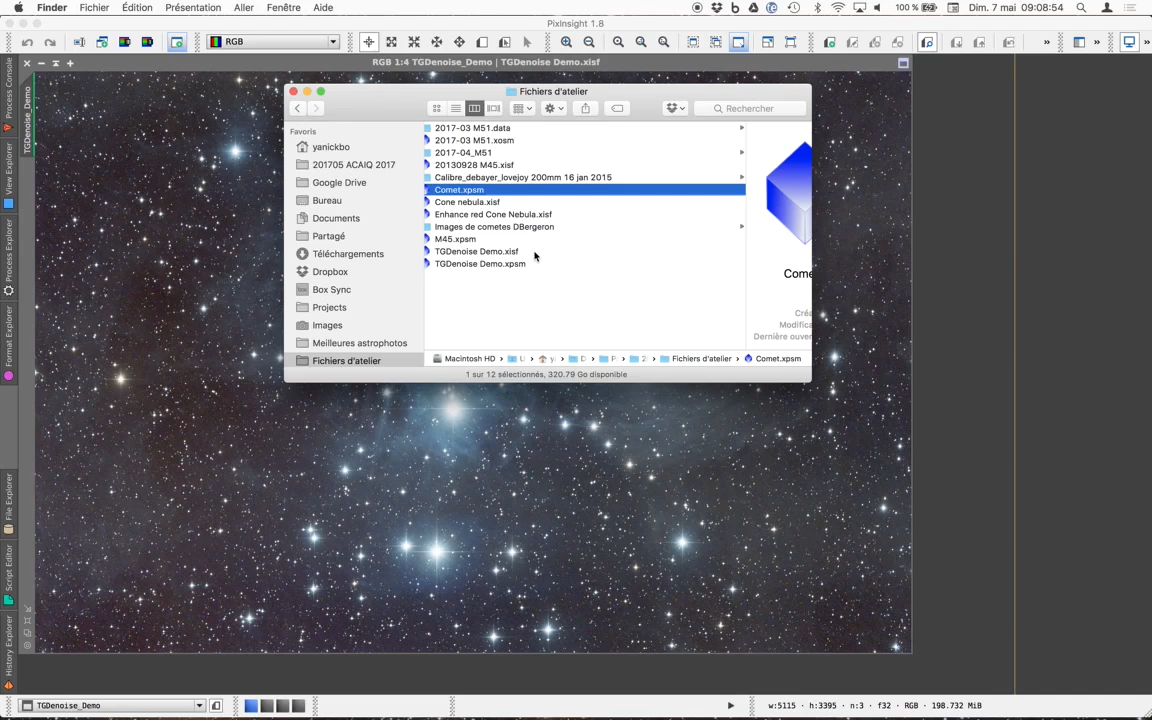 Finder Fichier Édition Présentation Aller Fenêtre Aide 100 % Dim. 7 mai 09:08:54
PixInsight 1.8
RGB
RGB 1:4 TGDenoise_Demo | TGDenoise Demo.xisf
Process Console
View Explorer
Process Explorer
Format Explorer
File Explorer
Script Editor
History Explorer
TGDenoise_Demo
Fichiers d'atelier
Rechercher
Favoris
yanickbo
201705 ACAIQ 2017
Google Drive
Bureau
Documents
Partagé
Téléchargements
Dropbox
Box Sync
Projects
Images
Meilleures astrophotos
Fichiers d'atelier
2017-03 M51.data
2017-03 M51.xosm
2017-04_M51
20130928 M45.xisf
Calibre_debayer_lovejoy 200mm 16 jan 2015
Comet.xpsm
Cone nebula.xisf
Enhance red Cone Nebula.xisf
Images de cometes DBergeron
M45.xpsm
TGDenoise Demo.xisf
TGDenoise Demo.xpsm
Come
Créa
Modifica
Dernière ouver
Macintosh HD › U › y › D › P › 2 › Fichiers d'atelier › Comet.xpsm
1 sur 12 sélectionnés, 320.79 Go disponible
TGDenoise_Demo
w:5115 · h:3395 · n:3 · f32 · RGB · 198.732 MiB